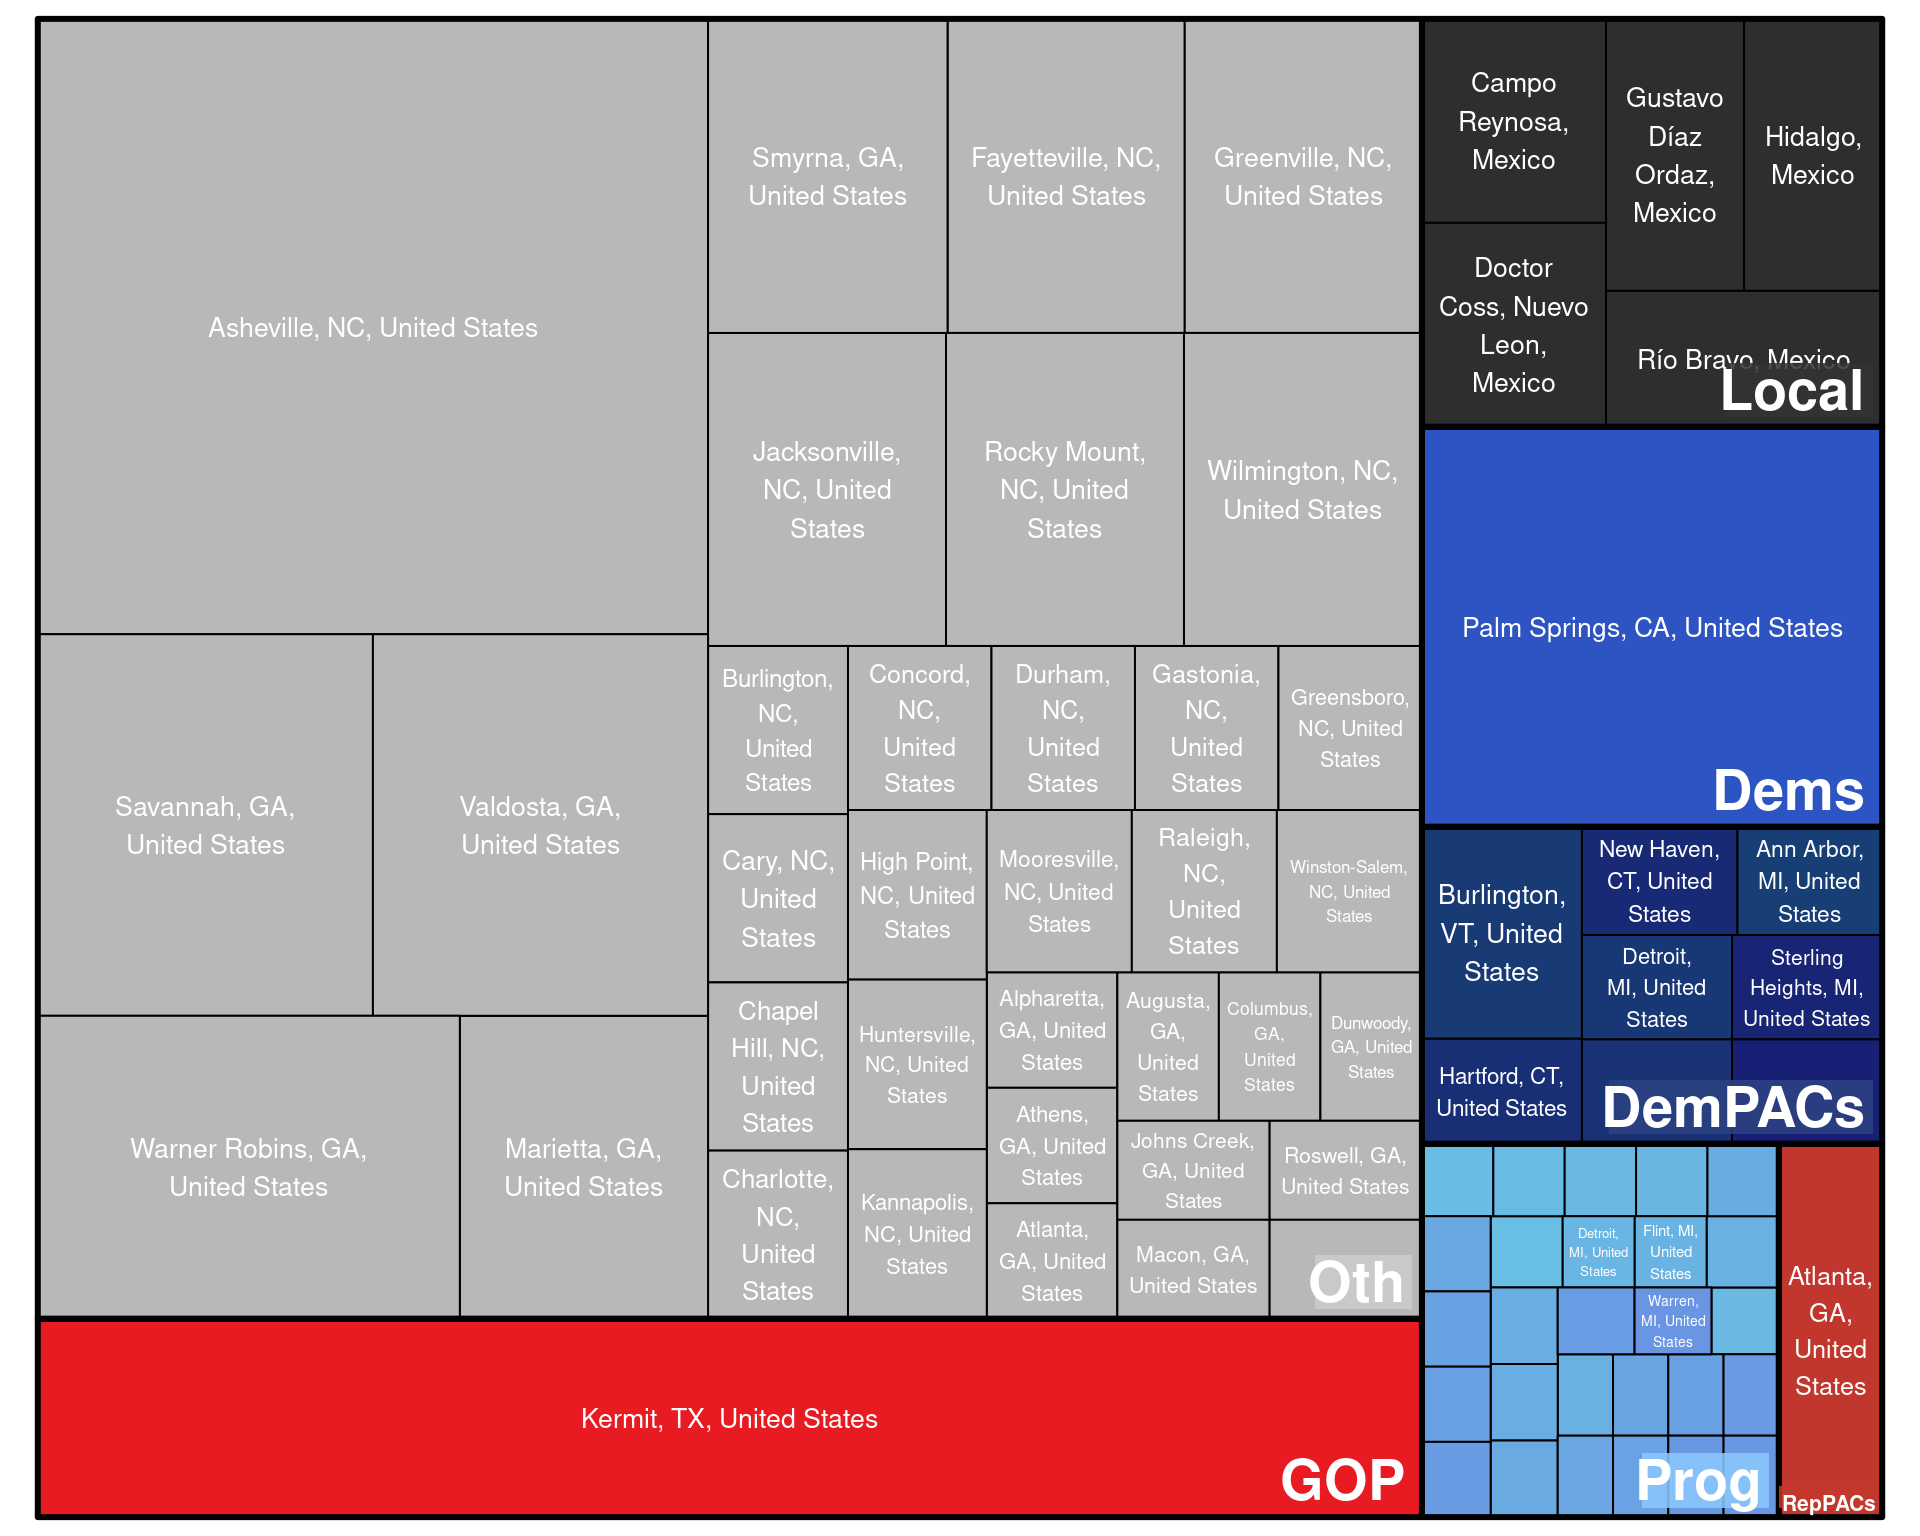 Asheville, NC, United States
Smyrna, GA,
United States
Fayetteville, NC,
United States
Greenville, NC,
United States
Jacksonville,
NC, United
States
Rocky Mount,
NC, United
States
Wilmington, NC,
United States
Savannah, GA,
United States
Valdosta, GA,
United States
Warner Robins, GA,
United States
Marietta, GA,
United States
Burlington,
NC,
United
States
Concord,
NC,
United
States
Durham,
NC,
United
States
Gastonia,
NC,
United
States
Greensboro,
NC, United
States
Cary, NC,
United
States
High Point,
NC, United
States
Mooresville,
NC, United
States
Raleigh,
NC,
United
States
Winston-Salem,
NC, United
States
Chapel
Hill, NC,
United
States
Huntersville,
NC, United
States
Alpharetta,
GA, United
States
Augusta,
GA,
United
States
Columbus,
GA,
United
States
Dunwoody,
GA, United
States
Athens,
GA, United
States
Johns Creek,
GA, United
States
Roswell, GA,
United States
Charlotte,
NC,
United
States
Kannapolis,
NC, United
States
Atlanta,
GA, United
States
Macon, GA,
United States
Oth
Kermit, TX, United States
GOP
Campo
Reynosa,
Mexico
Gustavo
Díaz
Ordaz,
Mexico
Hidalgo,
Mexico
Doctor
Coss, Nuevo
Leon,
Mexico
Río Bravo, Mexico
Local
Palm Springs, CA, United States
Dems
Burlington,
VT, United
States
New Haven,
CT, United
States
Ann Arbor,
MI, United
States
Detroit,
MI, United
States
Sterling
Heights, MI,
United States
Hartford, CT,
United States
DemPACs
Detroit,
MI, United
States
Flint, MI,
United
States
Warren,
MI, United
States
Prog
Atlanta,
GA,
United
States
RepPACs